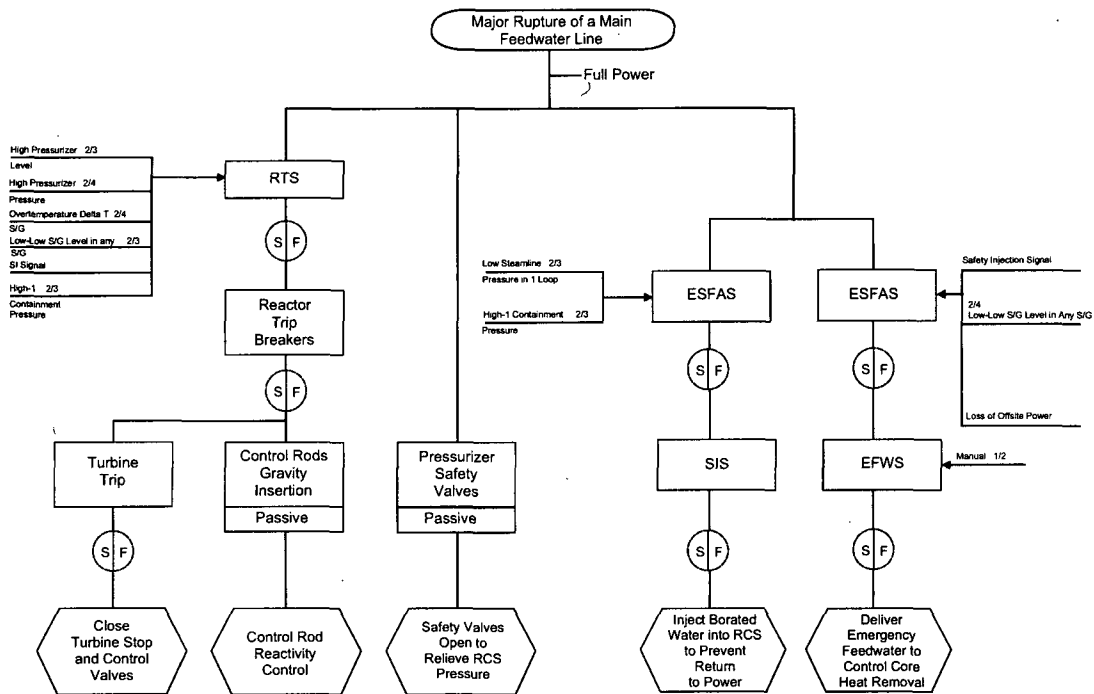 Major Rupture of a Main
Feedwater Line
Full Power
High Pressurizer 2/3
Level
High Pressurizer 2/4
Pressure
Overtemperature Delta T 2/4
S/G
Low-Low S/G Level in any 2/3
S/G
SI Signal
High-1 2/3
Containment
Pressure
RTS
S F
Reactor
Trip
Breakers
S F
Turbine
Trip
S F
Close
Turbine Stop
and Control
Valves
Control Rods
Gravity
Insertion
Passive
Control Rod
Reactivity
Control
Pressurizer
Safety
Valves
Passive
Safety Valves
Open to
Relieve RCS
Pressure
Low Steamline 2/3
Pressure in 1 Loop
High-1 Containment 2/3
Pressure
ESFAS
S F
SIS
S F
Inject Borated
Water into RCS
to Prevent
Return
to Power
Safety Injection Signal
2/4
Low-Low S/G Level in Any S/G
Loss of Offsite Power
ESFAS
S F
EFWS
Manual 1/2
S F
Deliver
Emergency
Feedwater to
Control Core
Heat Removal